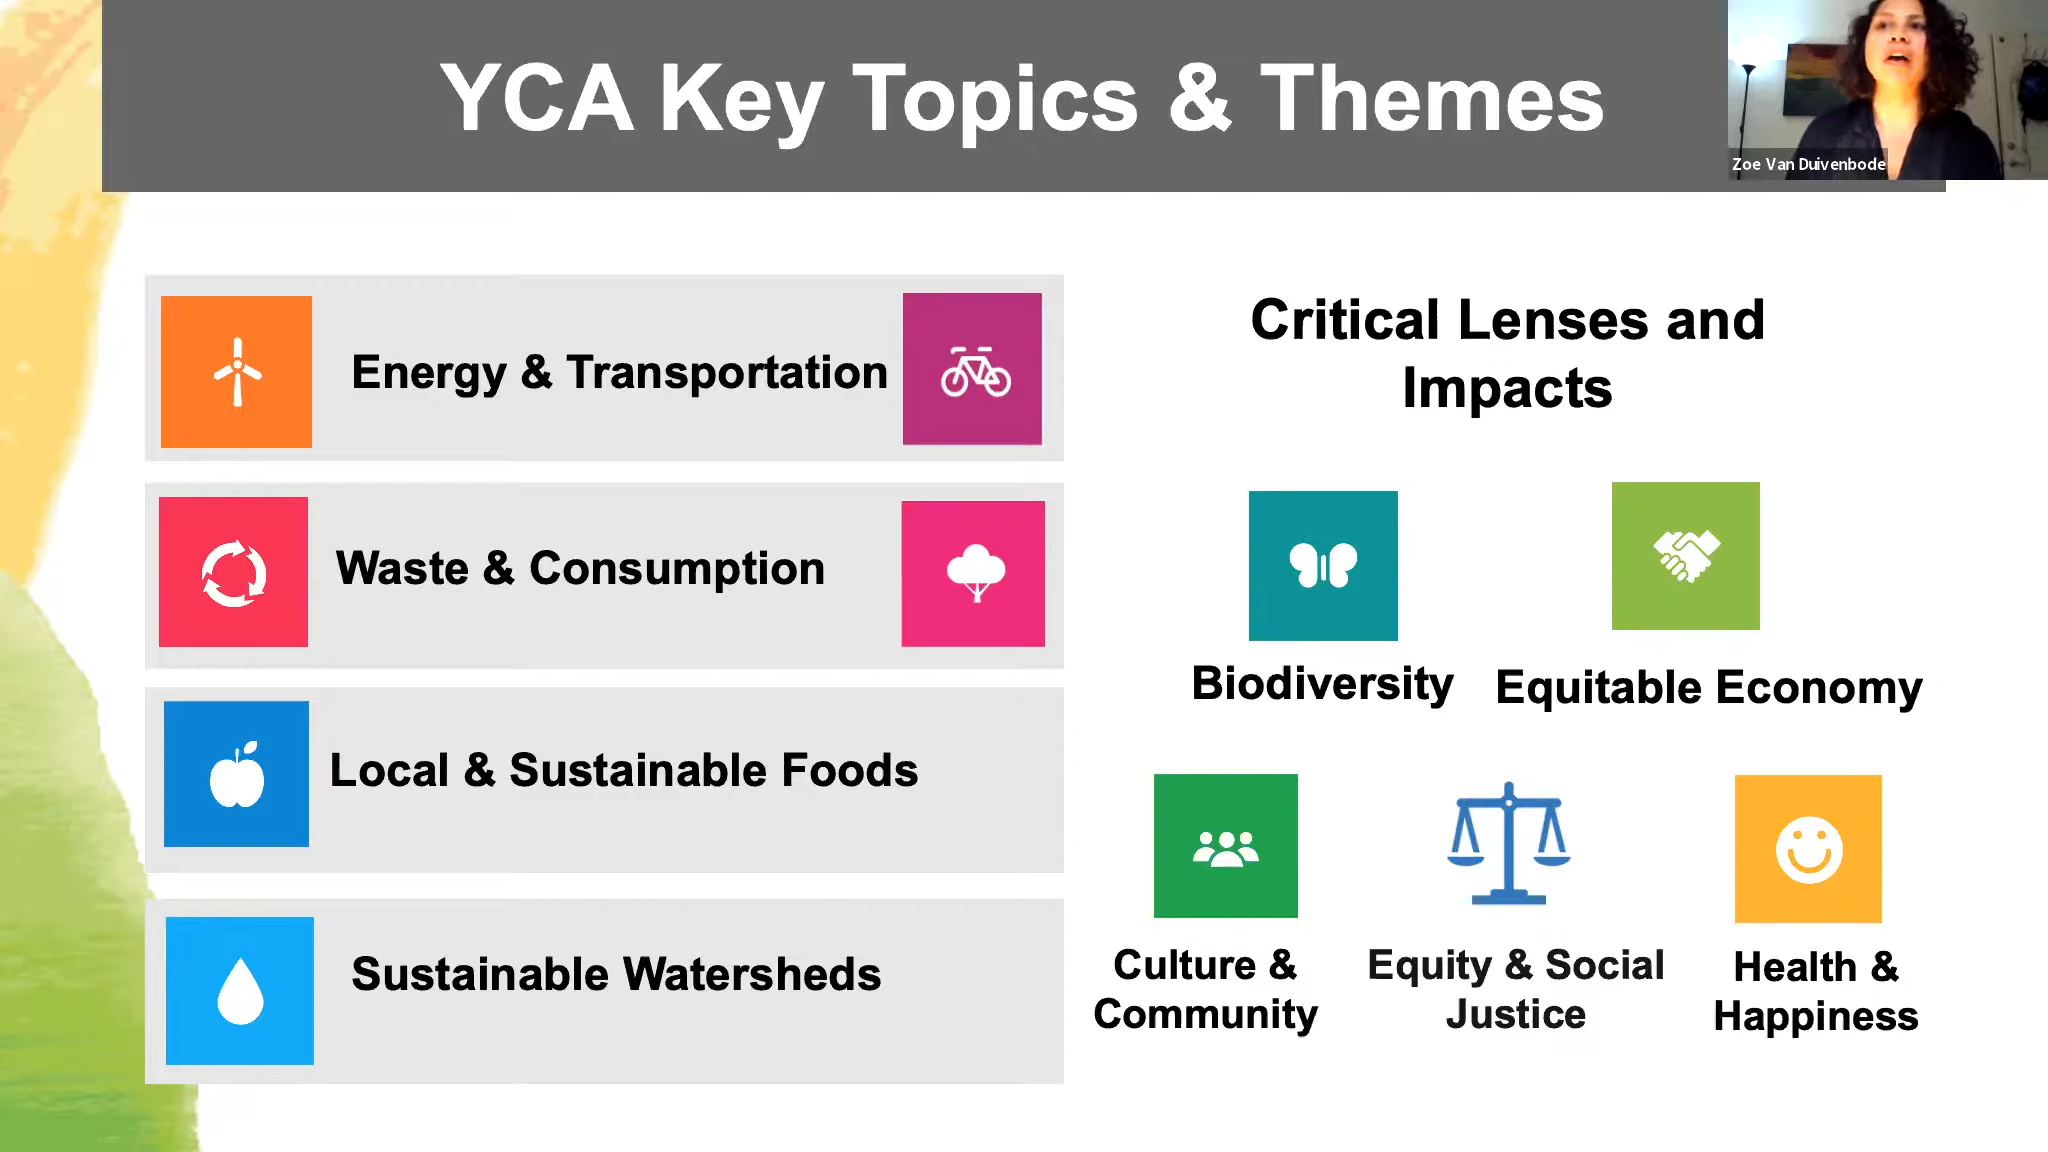 YCA Key Topics & Themes
Zoe Van Duivenbode
Energy & Transportation
Waste & Consumption
Local & Sustainable Foods
Sustainable Watersheds
Critical Lenses and
Impacts
Biodiversity
Equitable Economy
Culture &
Community
Equity & Social
Justice
Health &
Happiness